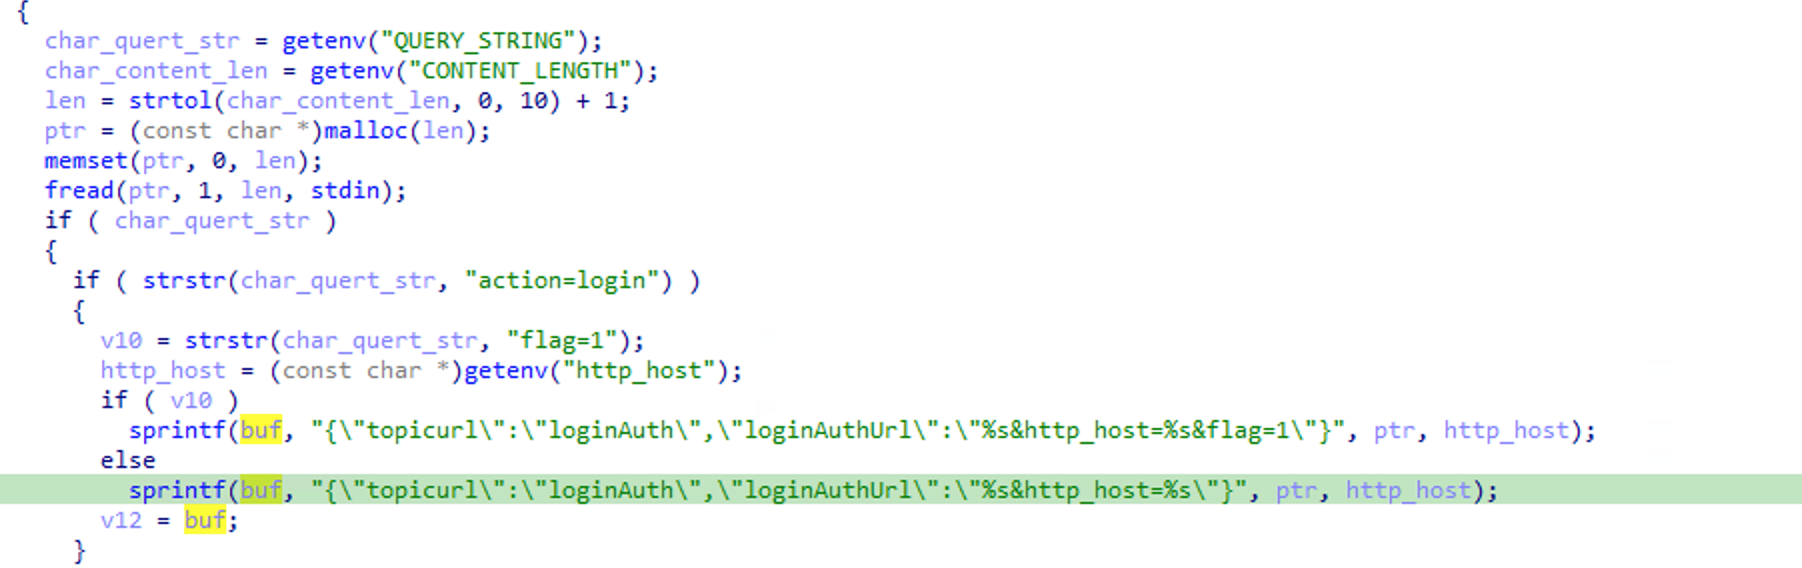 {
char_quert_str = getenv("QUERY_STRING");
char_content_len = getenv("CONTENT_LENGTH");
len = strtol(char_content_len, 0, 10) + 1;
ptr = (const char *)malloc(len);
memset(ptr, 0, len);
fread(ptr, 1, len, stdin);
if ( char_quert_str )
{
if ( strstr(char_quert_str, "action=login") )
{
v10 = strstr(char_quert_str, "flag=1");
http_host = (const char *)getenv("http_host");
if ( v10 )
sprintf(buf, "{\"topicurl\":\"loginAuth\",\"loginAuthUrl\":\"%s&http_host=%s&flag=1\"}", ptr, http_host);
else
sprintf(buf, "{\"topicurl\":\"loginAuth\",\"loginAuthUrl\":\"%s&http_host=%s\"}", ptr, http_host);
v12 = buf;
}